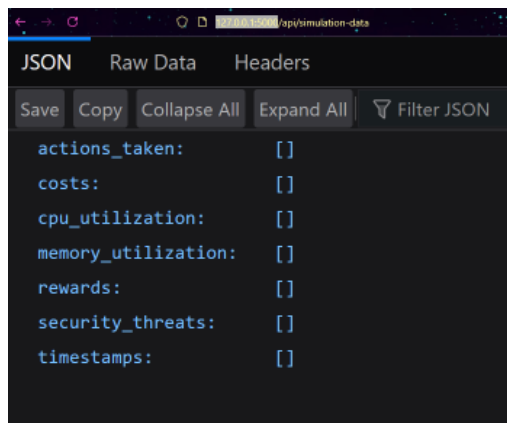 127.0.0.1:5000/api/simulation-data
JSON Raw Data Headers
Save Copy Collapse All Expand All Filter JSON
actions_taken: []
costs: []
cpu_utilization: []
memory_utilization: []
rewards: []
security_threats: []
timestamps: []